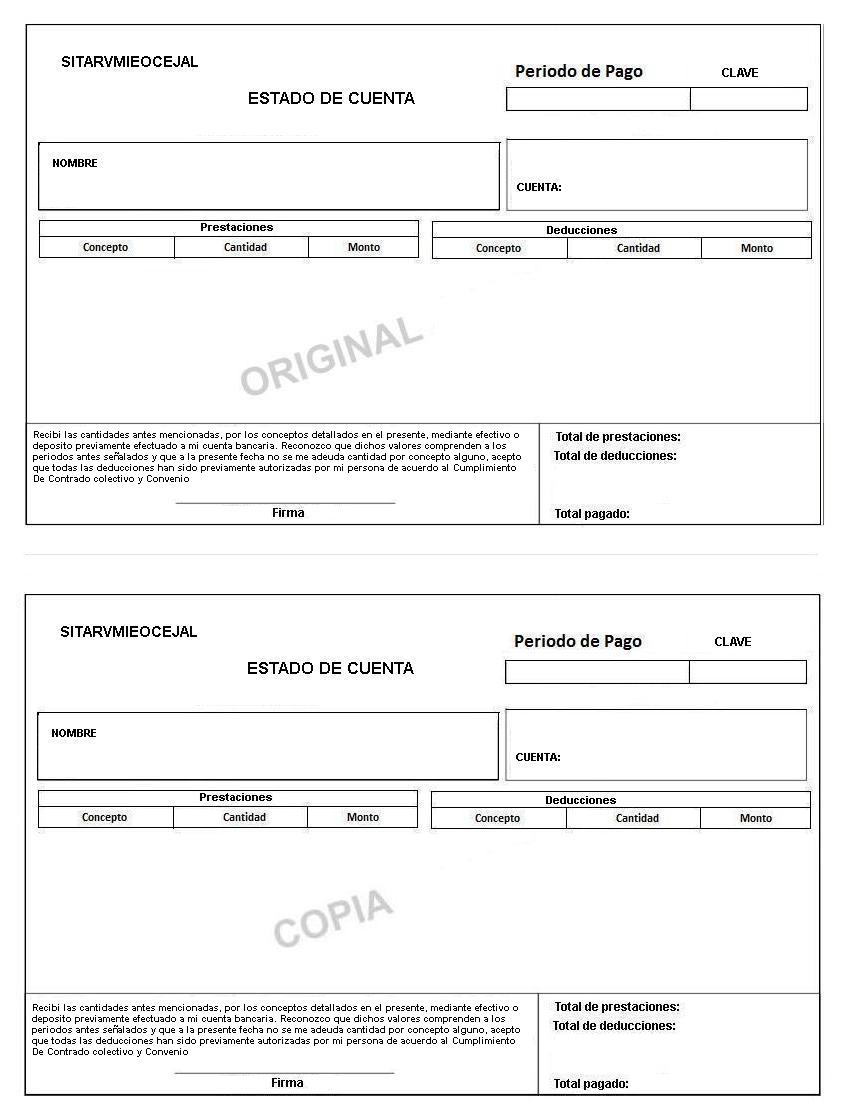 SITARVMIEOCEJAL
Periodo de Pago CLAVE
ESTADO DE CUENTA
NOMBRE
CUENTA:
Prestaciones Deducciones
Concepto Cantidad Monto Concepto Cantidad Monto
ORIGINAL
Recibi las cantidades antes mencionadas, por los conceptos detallados en el presente, mediante efectivo o
deposito previamente efectuado a mi cuenta bancaria. Reconozco que dichos valores comprenden a los
periodos antes señalados y que a la presente fecha no se me adeuda cantidad por concepto alguno, acepto
que todas las deducciones han sido previamente autorizadas por mi persona de acuerdo al Cumplimiento
De Contrado colectivo y Convenio
Firma
Total de prestaciones:
Total de deducciones:
Total pagado:
SITARVMIEOCEJAL
Periodo de Pago CLAVE
ESTADO DE CUENTA
NOMBRE
CUENTA:
Prestaciones Deducciones
Concepto Cantidad Monto Concepto Cantidad Monto
COPIA
Recibi las cantidades antes mencionadas, por los conceptos detallados en el presente, mediante efectivo o
deposito previamente efectuado a mi cuenta bancaria. Reconozco que dichos valores comprenden a los
periodos antes señalados y que a la presente fecha no se me adeuda cantidad por concepto alguno, acepto
que todas las deducciones han sido previamente autorizadas por mi persona de acuerdo al Cumplimiento
De Contrado colectivo y Convenio
Firma
Total de prestaciones:
Total de deducciones:
Total pagado: